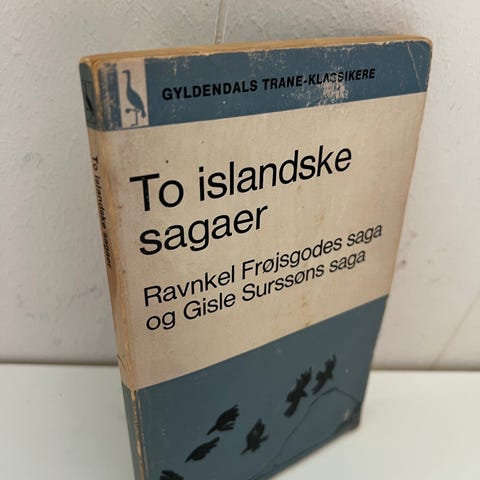 GYLDENDALS TRANE-KLASSIKERE
To islandske
sagaer
Ravnkel Frøjsgodes saga
og Gisle Surssøns saga
To islandske sagaer